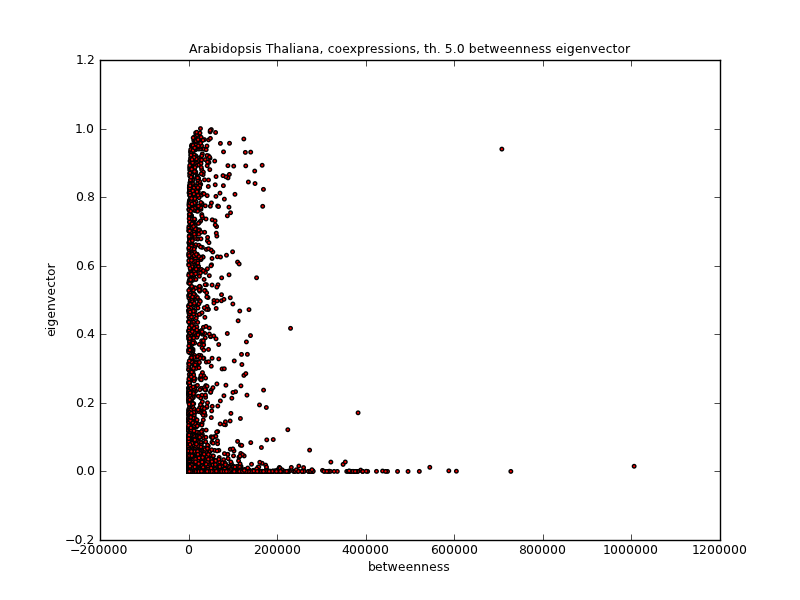 Arabidopsis Thaliana, coexpressions, th. 5.0 betweenness eigenvector
1.2
1.0
0.8
0.6
0.4
0.2
0.0
−0.2
eigenvector
−200000 0 200000 400000 600000 800000 1000000 1200000
betweenness